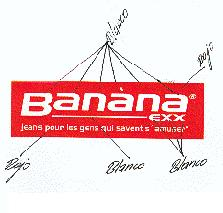 Blanco
Rojo
Banana®
EXX
jeans pour les gens qui savent s'amuser"
Rojo
Blanco
Blanco